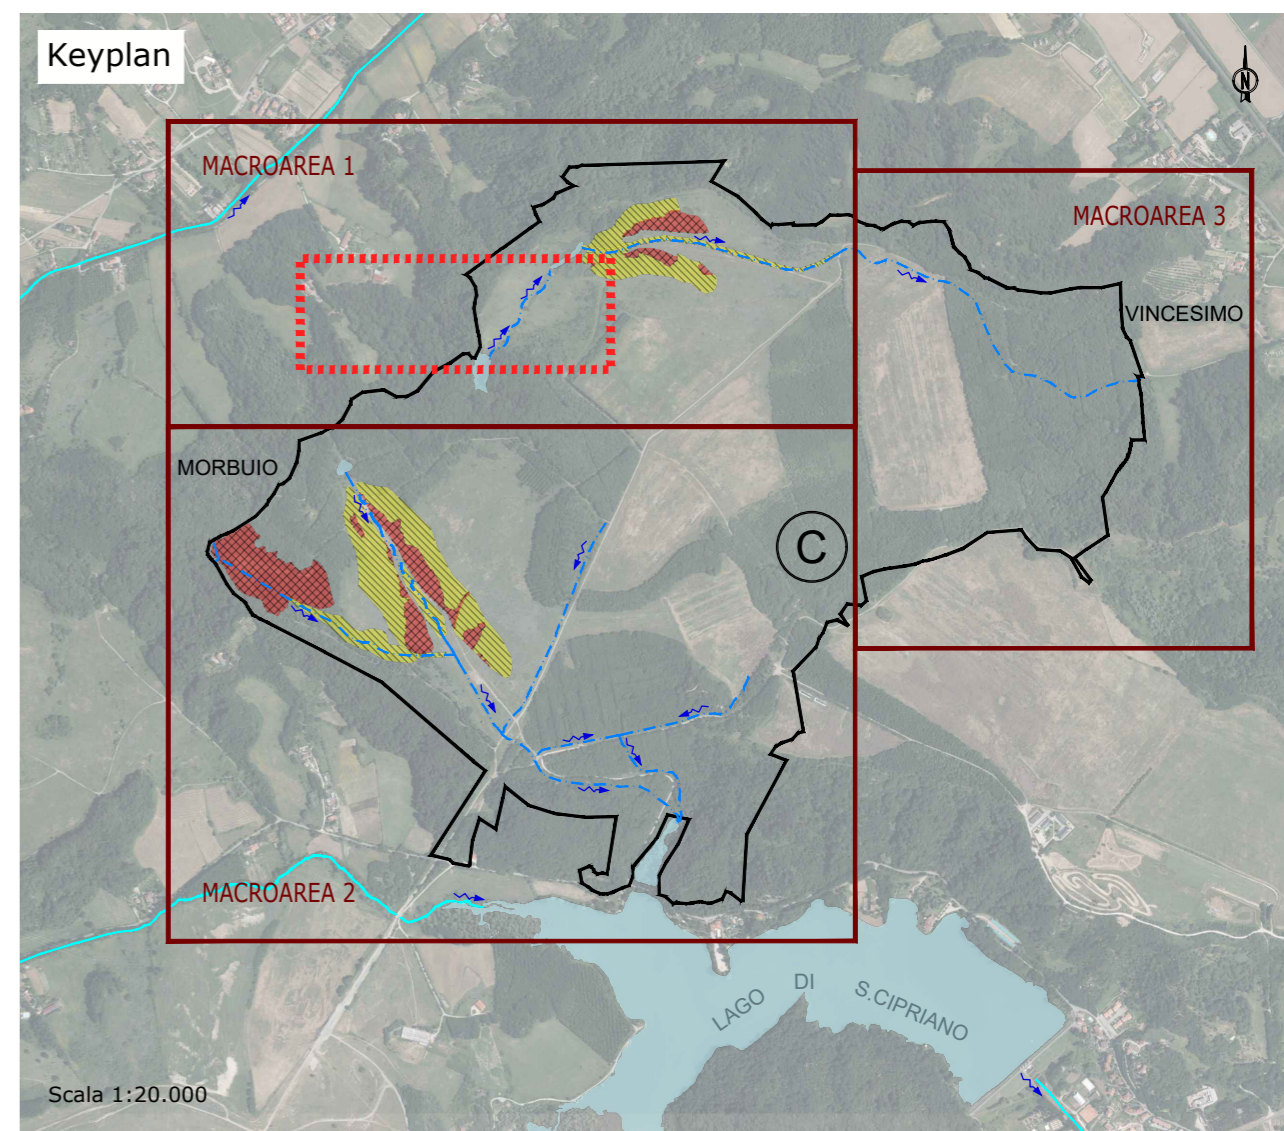 Keyplan
N
MACROAREA 1
MACROAREA 3
VINCESIMO
MORBUIO
C
MACROAREA 2
LAGO DI S.CIPRIANO
Scala 1:20.000